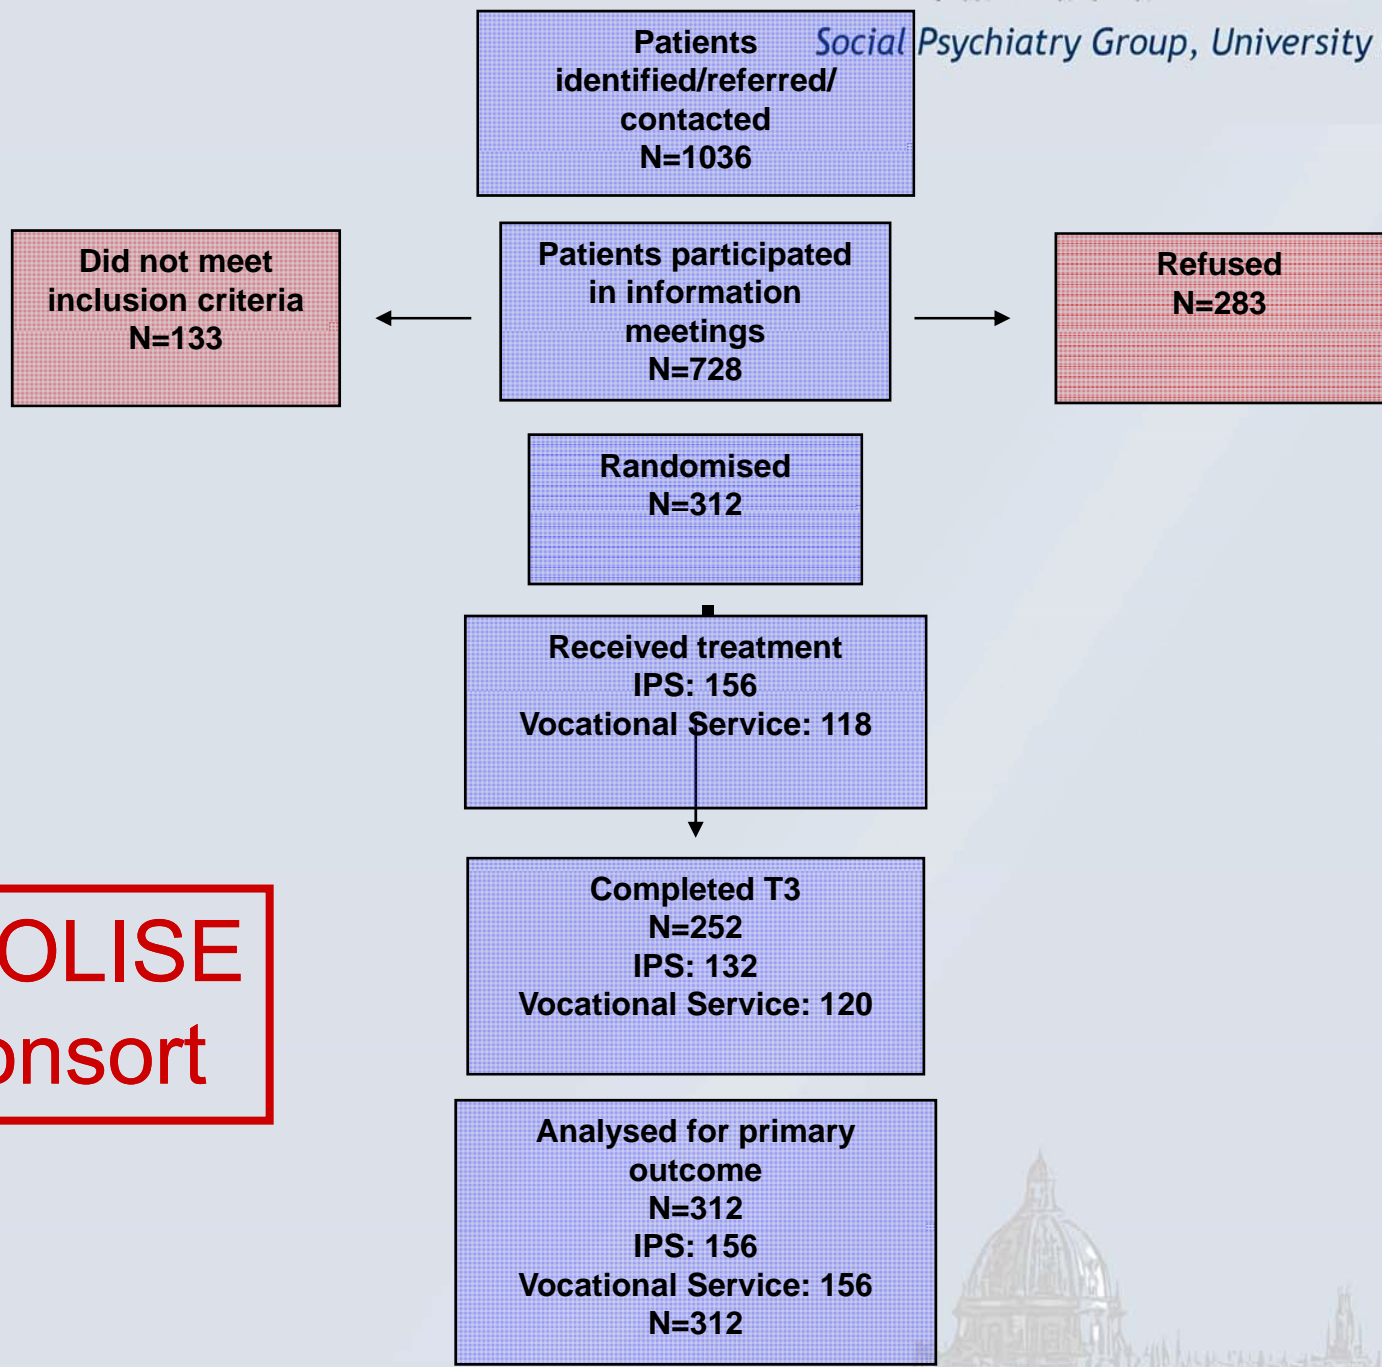 Social Psychiatry Group, University
Patients
identified/referred/
contacted
N=1036
Did not meet
inclusion criteria
N=133
Patients participated
in information
meetings
N=728
Refused
N=283
Randomised
N=312
Received treatment
IPS: 156
Vocational Service: 118
Completed T3
N=252
IPS: 132
Vocational Service: 120
OLISE
onsort
Analysed for primary
outcome
N=312
IPS: 156
Vocational Service: 156
N=312